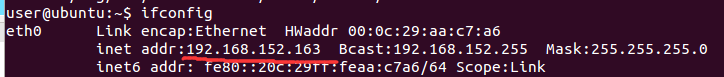 user@ubuntu:~$ ifconfig
eth0      Link encap:Ethernet  HWaddr 00:0c:29:aa:c7:a6
          inet addr:192.168.152.163  Bcast:192.168.152.255  Mask:255.255.255.0
          inet6 addr: fe80::20c:29ff:feaa:c7a6/64 Scope:Link